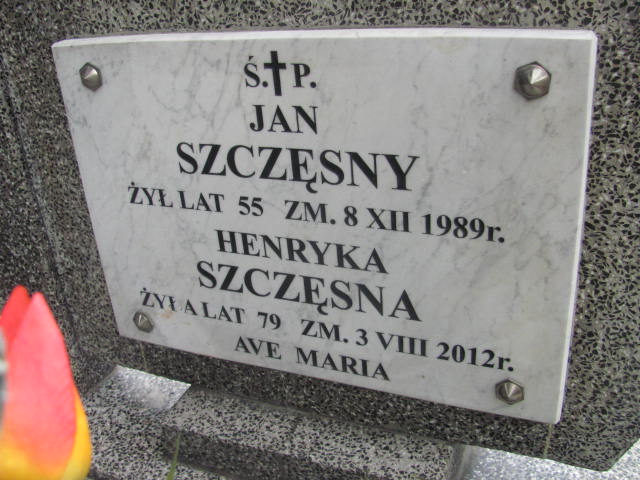 Ś.†P.
JAN
SZCZĘSNY
ŻYŁ LAT 55 ZM. 8 XII 1989r.
HENRYKA
SZCZĘSNA
ŻYŁA LAT 79 ZM. 3 VIII 2012r.
AVE MARIA